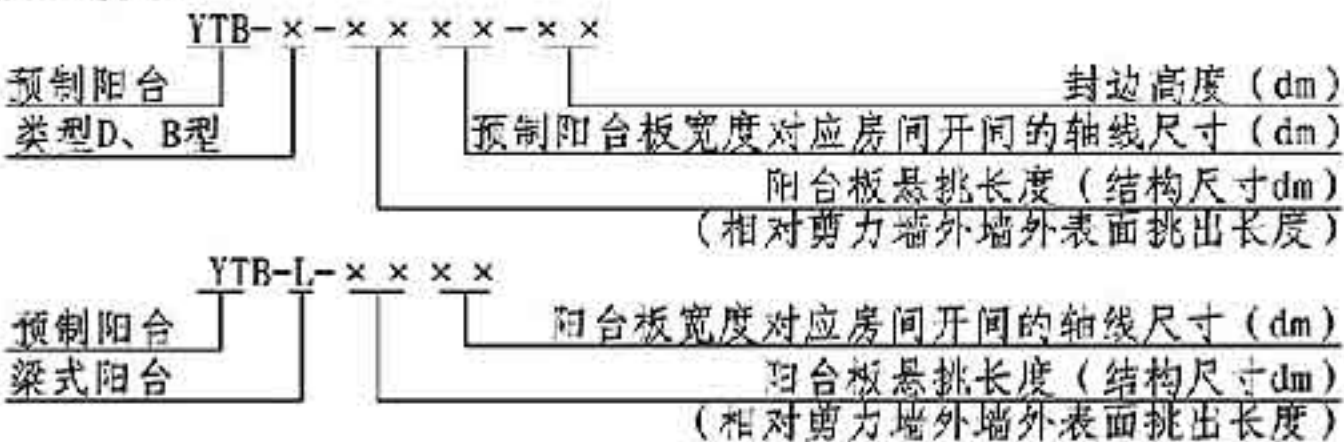 YTB-×-×× ××-××
预制阳台
封边高度（dm）
类型D、B型
预制阳台板宽度对应房间开间的轴线尺寸（dm）
阳台板悬挑长度（结构尺寸dm）
（相对剪力墙外墙外表面挑出长度）
YTB-L-×× ××
预制阳台
阳台板宽度对应房间开间的轴线尺寸（dm）
梁式阳台
阳台板悬挑长度（结构尺寸dm）
（相对剪力墙外墙外表面挑出长度）